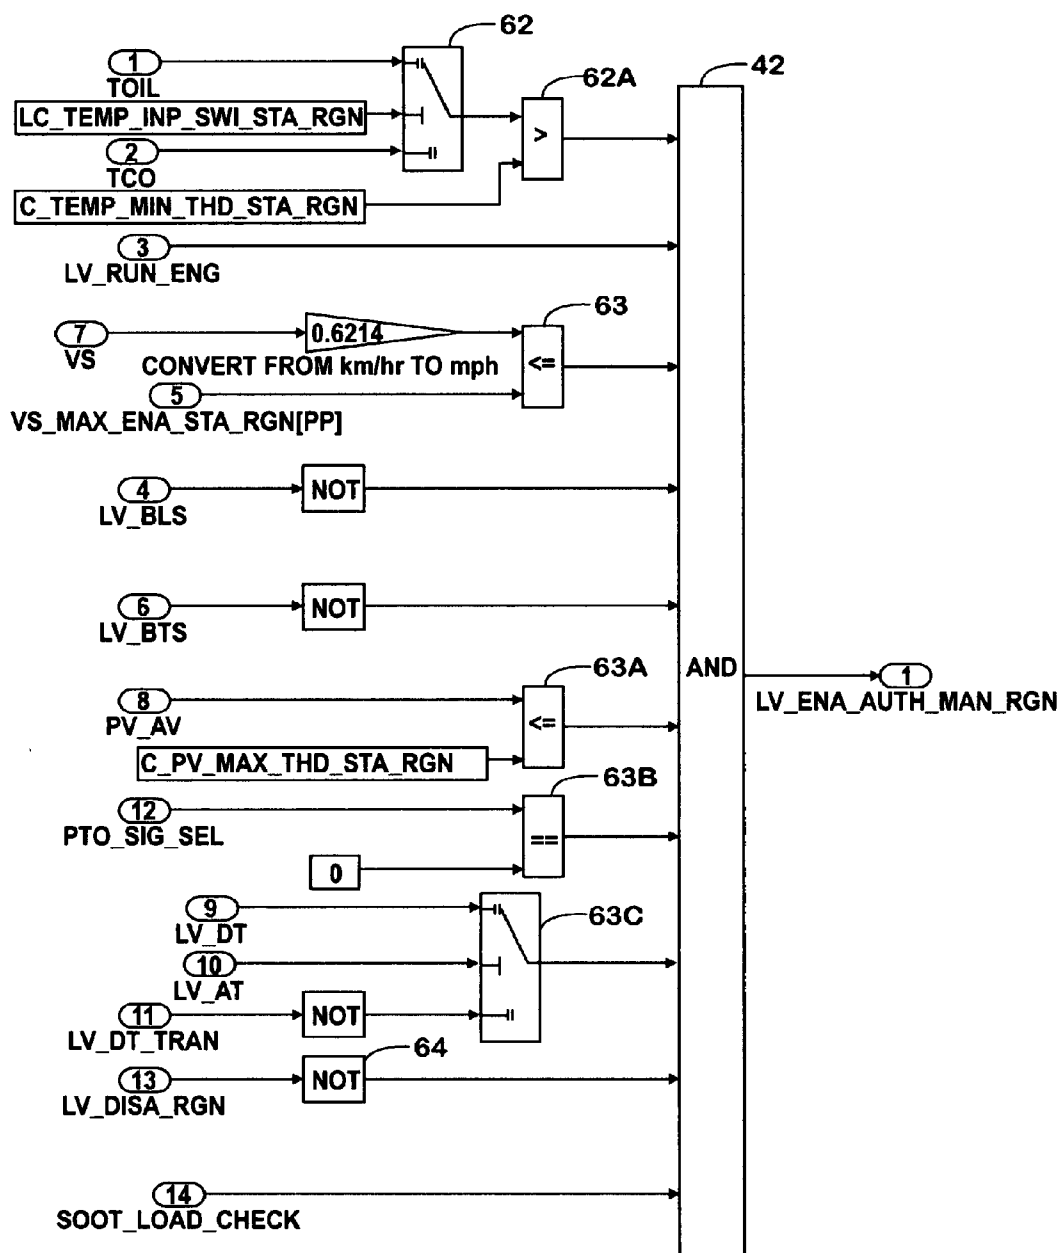 62
1
TOIL
62A
42
LC_TEMP_INP_SWI_STA_RGN
>
2
TCO
C_TEMP_MIN_THD_STA_RGN
3
LV_RUN_ENG
63
7
VS
0.6214
CONVERT FROM km/hr TO mph
<=
5
VS_MAX_ENA_STA_RGN[PP]
4
NOT
LV_BLS
6
NOT
LV_BTS
63A
AND
1
LV_ENA_AUTH_MAN_RGN
8
PV_AV
<=
C_PV_MAX_THD_STA_RGN
63B
12
PTO_SIG_SEL
==
0
9
LV_DT
63C
10
LV_AT
11
NOT
LV_DT_TRAN
64
13
NOT
LV_DISA_RGN
14
SOOT_LOAD_CHECK